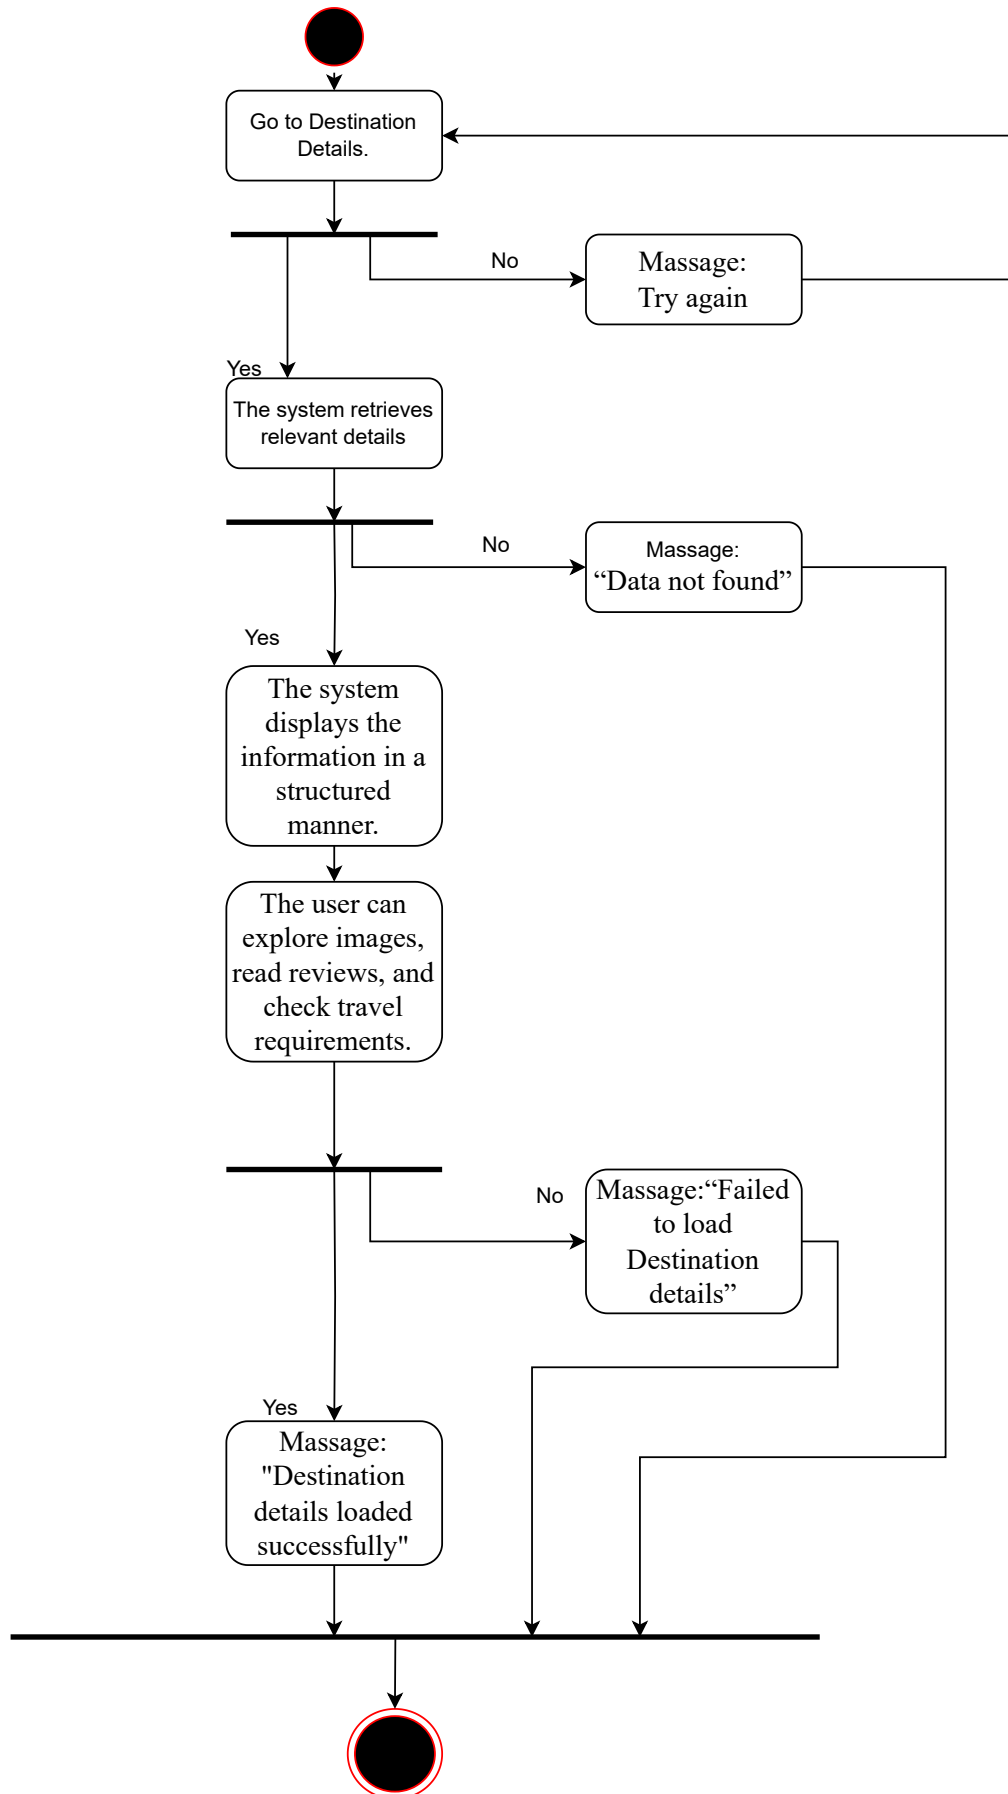 Go to Destination
Details.
No
Massage:
Try again
Yes
The system retrieves
relevant details
No
Massage:
“Data not found”
Yes
The system
displays the
information in a
structured
manner.
The user can
explore images,
read reviews, and
check travel
requirements.
No
Massage:“Failed
to load
Destination
details”
Yes
Massage:
"Destination
details loaded
successfully"